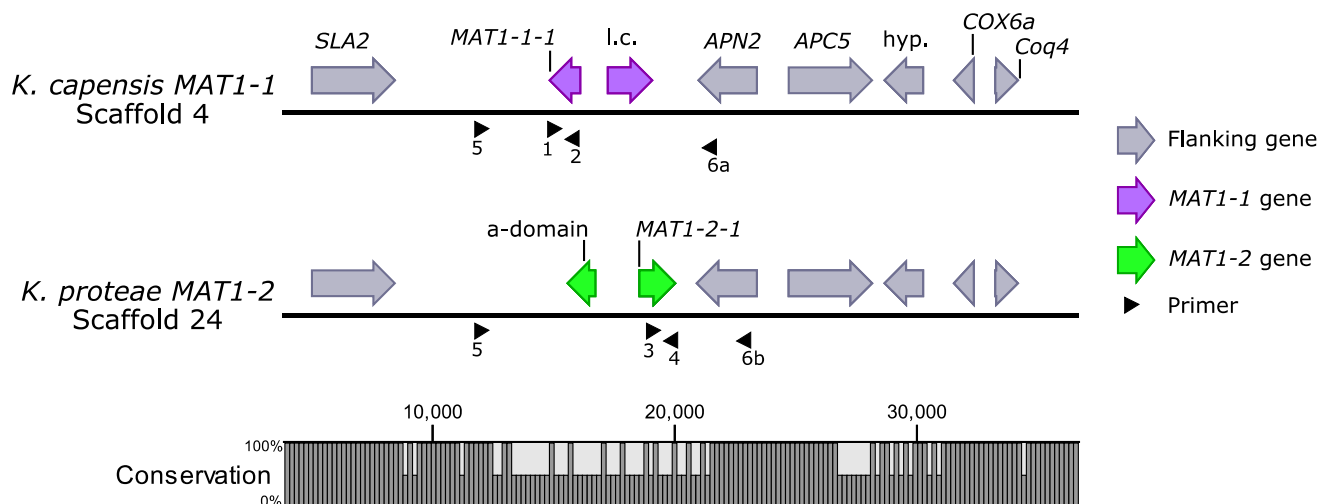 COX6a
SLA2 MAT1-1-1 l.c. APN2 APC5 hyp. Coq4
K. capensis MAT1-1
Scaffold 4
5 1 2 6a
Flanking gene
MAT1-1 gene
a-domain MAT1-2-1
MAT1-2 gene
K. proteae MAT1-2
Scaffold 24
Primer
5 3 4 6b
10,000 20,000 30,000
100%
Conservation
0%